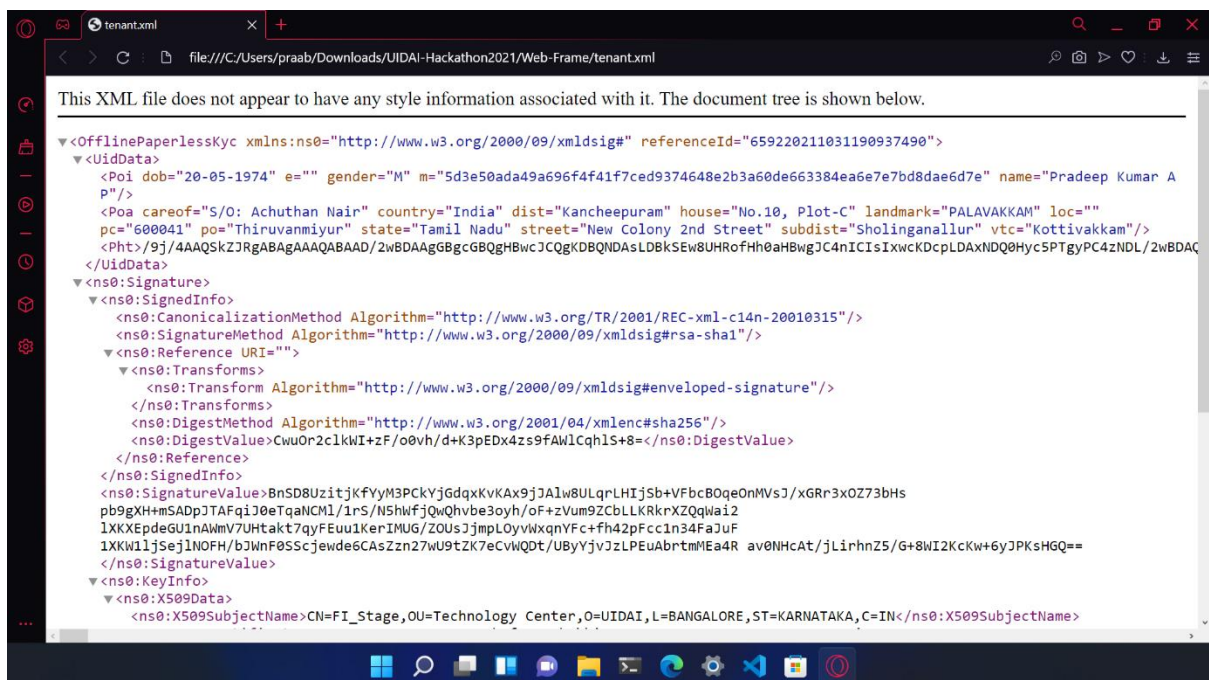 tenant.xml
file:///C:/Users/praab/Downloads/UIDAI-Hackathon2021/Web-Frame/tenant.xml
This XML file does not appear to have any style information associated with it. The document tree is shown below.
▼<OfflinePaperlessKyc xmlns:ns0="http://www.w3.org/2000/09/xmldsig#" referenceId="659220211031190937490">
▼<UidData>
<Poi dob="20-05-1974" e="" gender="M" m="5d3e50ada49a696f4f41f7ced9374648e2b3a60de663384ea6e7e7bd8dae6d7e" name="Pradeep Kumar A
P"/>
<Poa careof="S/O: Achuthan Nair" country="India" dist="Kancheepuram" house="No.10, Plot-C" landmark="PALAVAKKAM" loc=""
pc="600041" po="Thiruvanmiyur" state="Tamil Nadu" street="New Colony 2nd Street" subdist="Sholinganallur" vtc="Kottivakkam"/>
<Pht>/9j/4AAQSkZJRgABAgAAAQABAAD/2wBDAAgGBgcGBQgHBwcJCQgKDBQNDAsLDBkSEw8UHRofHh0aHBwgJC4nICIsIxwcKDcpLDAxNDQ0Hyc5PTgyPC4zNDL/2wBDAQ
</UidData>
▼<ns0:Signature>
▼<ns0:SignedInfo>
<ns0:CanonicalizationMethod Algorithm="http://www.w3.org/TR/2001/REC-xml-c14n-20010315"/>
<ns0:SignatureMethod Algorithm="http://www.w3.org/2000/09/xmldsig#rsa-sha1"/>
▼<ns0:Reference URI="">
▼<ns0:Transforms>
<ns0:Transform Algorithm="http://www.w3.org/2000/09/xmldsig#enveloped-signature"/>
</ns0:Transforms>
<ns0:DigestMethod Algorithm="http://www.w3.org/2001/04/xmlenc#sha256"/>
<ns0:DigestValue>CwuOr2clkWI+zF/o0vh/d+K3pEDx4zs9fAWlCqhlS+8=</ns0:DigestValue>
</ns0:Reference>
</ns0:SignedInfo>
<ns0:SignatureValue>BnSD8UzitjKfYyM3PCkYjGdqxKvKAx9jJAlw8ULqrLHIjSb+VFbcBOqeOnMVsJ/xGRr3xOZ73bHs
pb9gXH+mSADpJTAFqiJ0eTqaNCMl/1rS/N5hWfjQwQhvbe3oyh/oF+zVum9ZCbLLKRkrXZQqWai2
lXKXEpdeGU1nAWmV7UHtakt7qyFEuu1KerIMUG/ZOUsJjmpLOyvWxqnYFc+fh42pFcc1n34FaJuF
1XKW1ljSejlNOFH/bJWnF0SScjewde6CAsZzn27wU9tZK7eCvWQDt/UByYjvJzLPEuAbrtmMEa4R av0NHcAt/jLirhnZ5/G+8WI2KcKw+6yJPKsHGQ==
</ns0:SignatureValue>
▼<ns0:KeyInfo>
▼<ns0:X509Data>
<ns0:X509SubjectName>CN=FI_Stage,OU=Technology Center,O=UIDAI,L=BANGALORE,ST=KARNATAKA,C=IN</ns0:X509SubjectName>